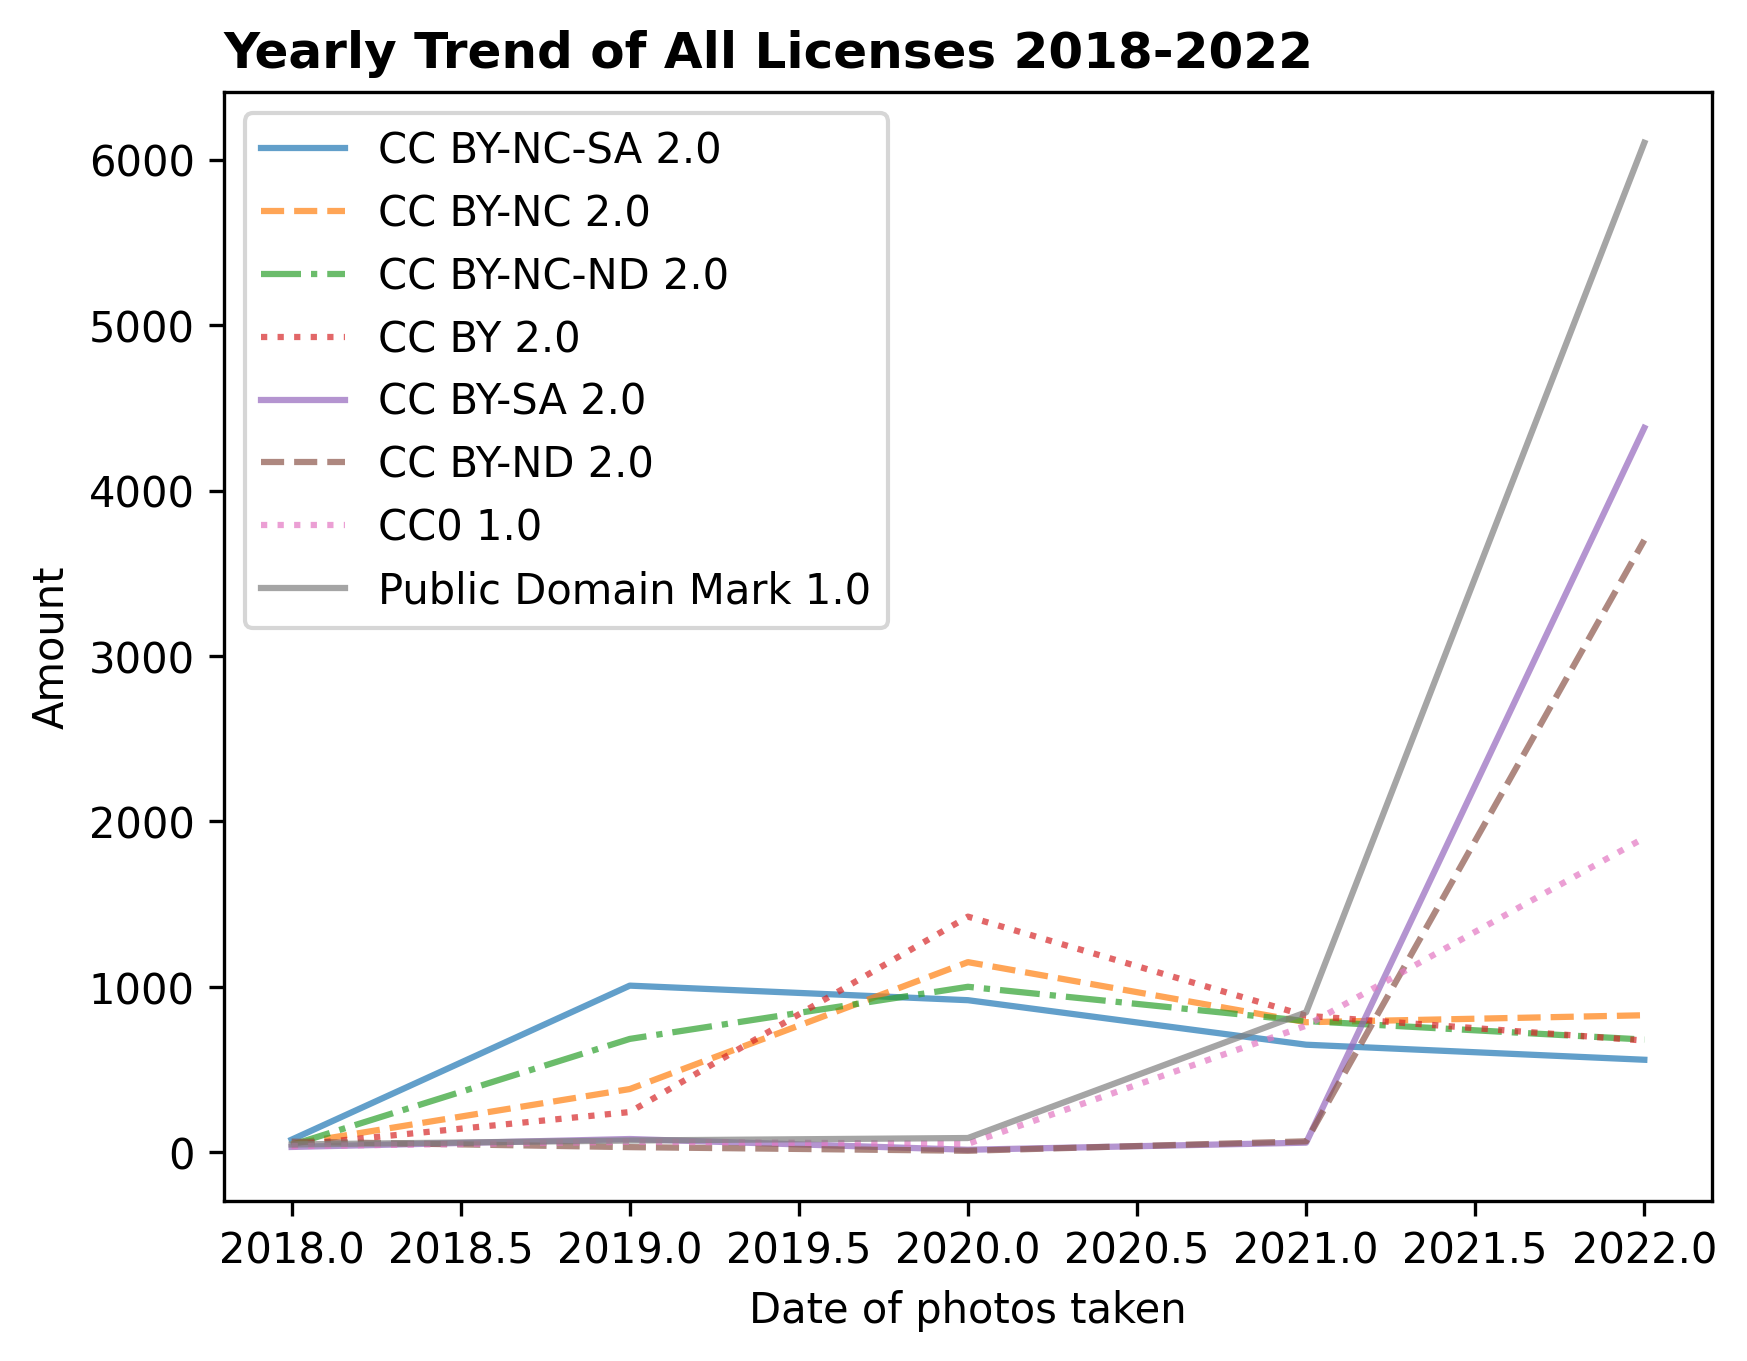 Yearly Trend of All Licenses 2018-2022
CC BY-NC-SA 2.0
CC BY-NC 2.0
CC BY-NC-ND 2.0
CC BY 2.0
CC BY-SA 2.0
CC BY-ND 2.0
CC0 1.0
Public Domain Mark 1.0
6000
5000
4000
3000
2000
1000
0
Amount
2018.0 2018.5 2019.0 2019.5 2020.0 2020.5 2021.0 2021.5 2022.0
Date of photos taken